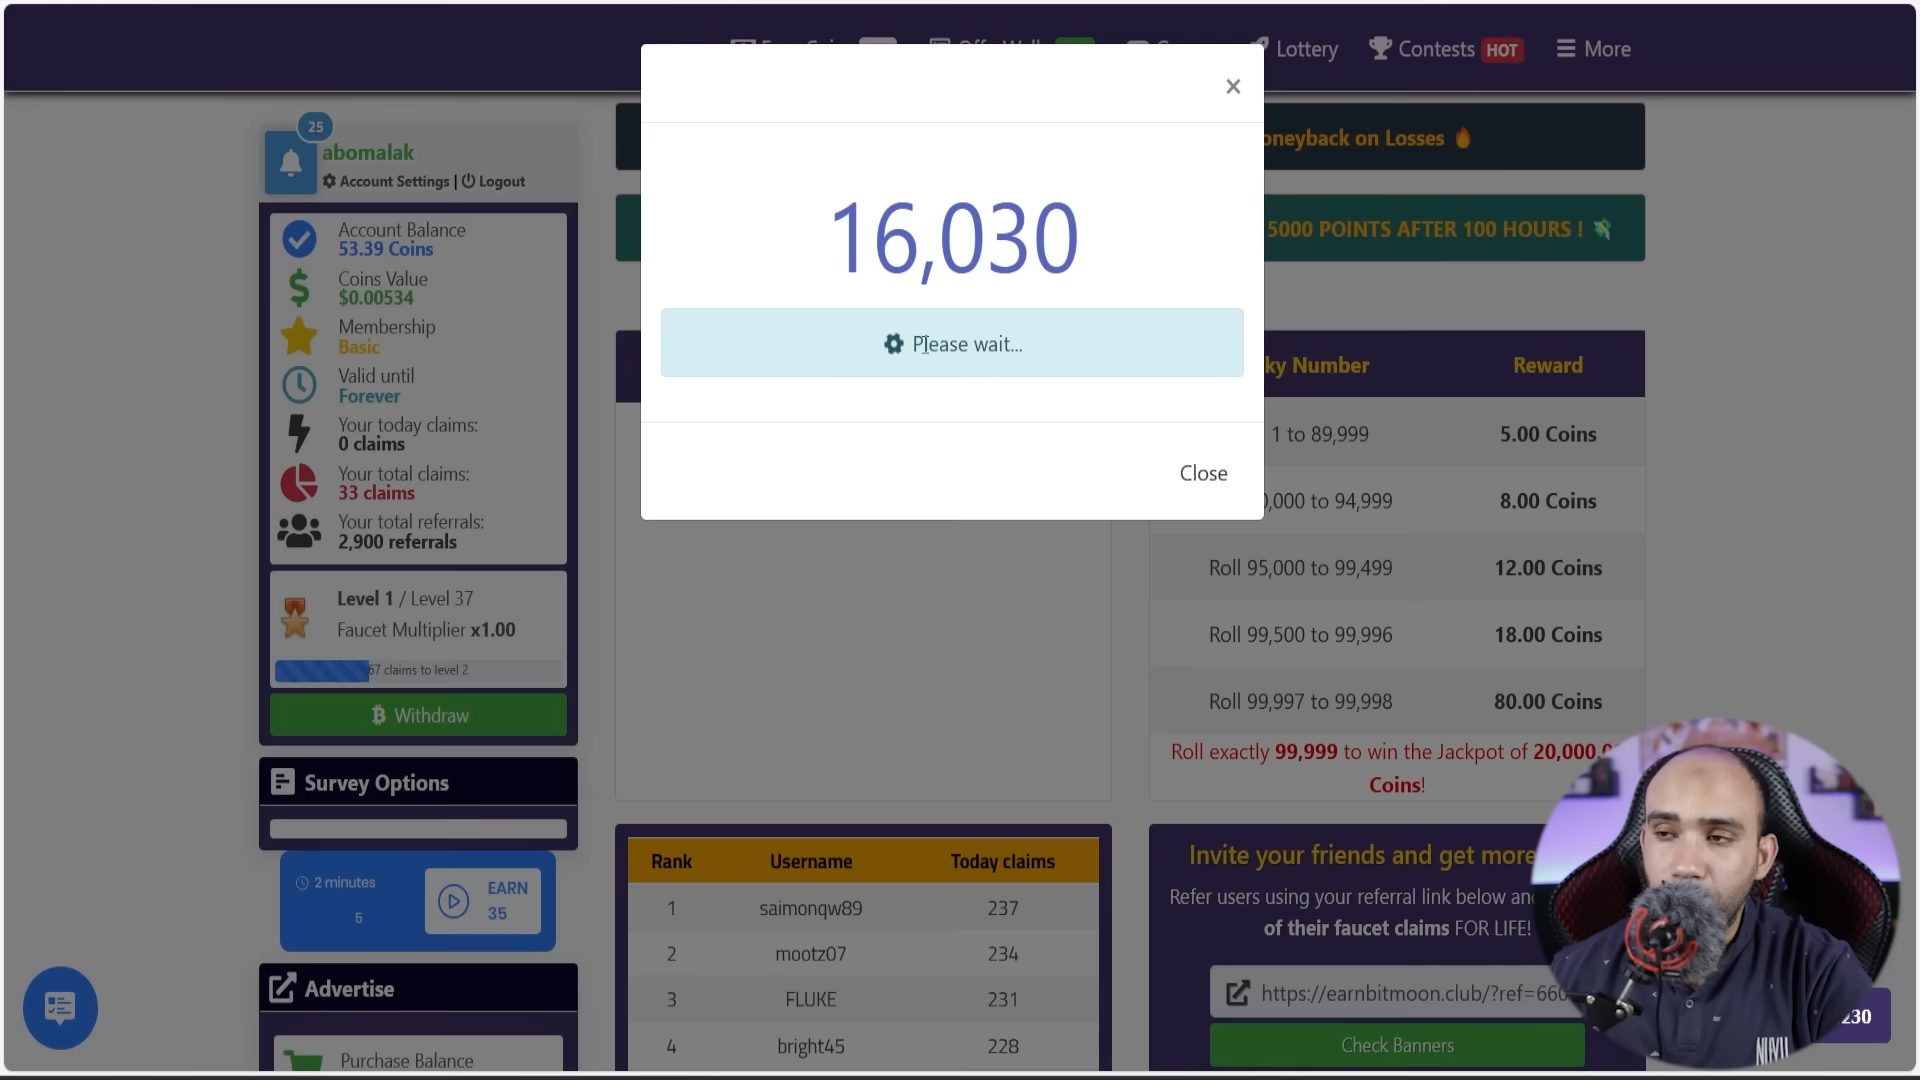 Lottery
Contests HOT
More
×
25
abomalak
Account Settings | Logout
oneyback on Losses
5000 POINTS AFTER 100 HOURS !
16,030
Please wait...
Close
Account Balance
53.39 Coins
Coins Value
$0.00534
Membership
Basic
Valid until
Forever
Your today claims:
0 claims
Your total claims:
33 claims
Your total referrals:
2,900 referrals
Level 1 / Level 37
Faucet Multiplier x1.00
67 claims to level 2
Withdraw
Survey Options
2 minutes
5
EARN
35
Advertise
Purchase Balance
ky Number Reward
1 to 89,999 5.00 Coins
0,000 to 94,999 8.00 Coins
Roll 95,000 to 99,499 12.00 Coins
Roll 99,500 to 99,996 18.00 Coins
Roll 99,997 to 99,998 80.00 Coins
Roll exactly 99,999 to win the Jackpot of 20,000.0
Coins!
Rank Username Today claims
1 saimonqw89 237
2 mootz07 234
3 FLUKE 231
4 bright45 228
Invite your friends and get more
Refer users using your referral link below an
of their faucet claims FOR LIFE!
https://earnbitmoon.club/?ref=660
Check Banners
230